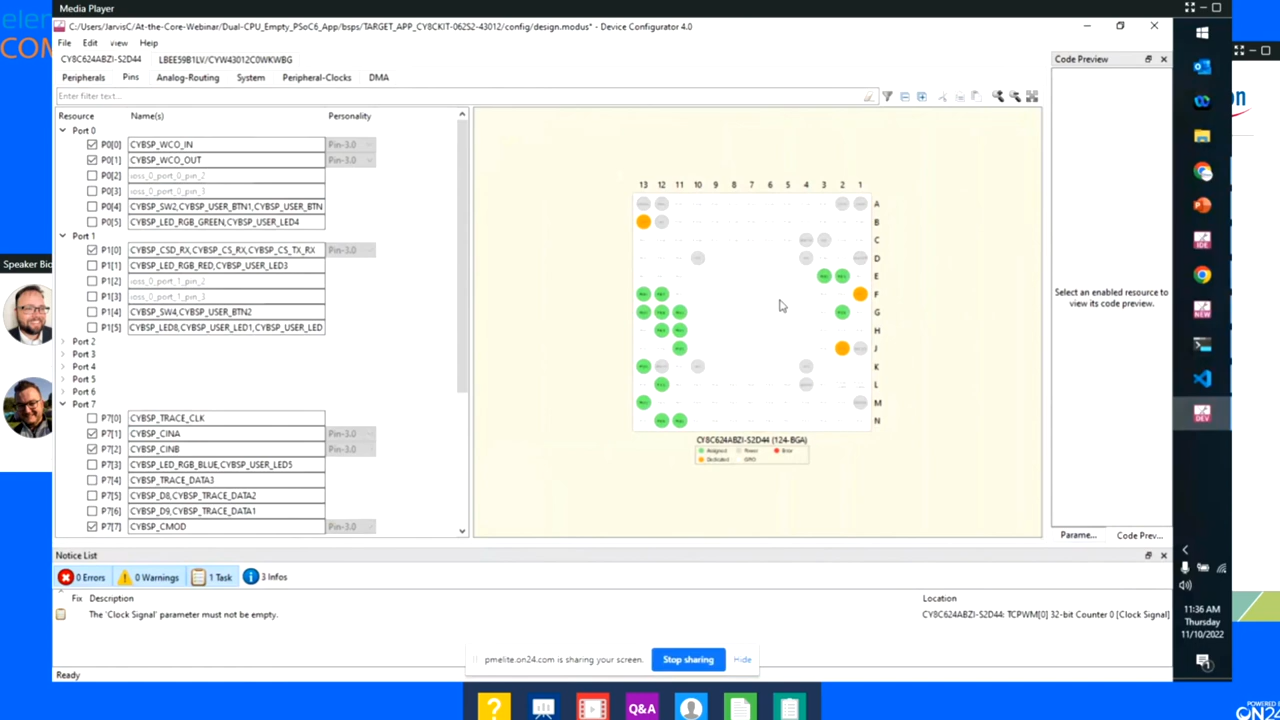 Media Player
C:/Users/JarvisC/At-the-Core-Webinar/Dual-CPU_Empty_PSoC6_App/bsps/TARGET_APP_CY8CKIT-062S2-43012/config/design.modus* - Device Configurator 4.0
File Edit View Help
CY8C624ABZI-S2D44 LBEE59B1LV/CYW43012C0WKWBG
Peripherals Pins Analog-Routing System Peripheral-Clocks DMA
Enter filter text...
Resource Name(s) Personality
Port 0
P0[0] CYBSP_WCO_IN Pin-3.0
P0[1] CYBSP_WCO_OUT Pin-3.0
P0[2] ioss_0_port_0_pin_2
P0[3] ioss_0_port_0_pin_3
P0[4] CYBSP_SW2,CYBSP_USER_BTN1,CYBSP_USER_BTN
P0[5] CYBSP_LED_RGB_GREEN,CYBSP_USER_LED4
Port 1
P1[0] CYBSP_CSD_RX,CYBSP_CS_RX,CYBSP_CS_TX_RX Pin-3.0
P1[1] CYBSP_LED_RGB_RED,CYBSP_USER_LED3
P1[2] ioss_0_port_1_pin_2
P1[3] ioss_0_port_1_pin_3
P1[4] CYBSP_SW4,CYBSP_USER_BTN2
P1[5] CYBSP_LED8,CYBSP_USER_LED1,CYBSP_USER_LED
Port 2
Port 3
Port 4
Port 5
Port 6
Port 7
P7[0] CYBSP_TRACE_CLK
P7[1] CYBSP_CINA Pin-3.0
P7[2] CYBSP_CINB Pin-3.0
P7[3] CYBSP_LED_RGB_BLUE,CYBSP_USER_LED5
P7[4] CYBSP_TRACE_DATA3
P7[5] CYBSP_D8,CYBSP_TRACE_DATA2
P7[6] CYBSP_D9,CYBSP_TRACE_DATA1
P7[7] CYBSP_CMOD Pin-3.0
13 12 11 10 9 8 7 6 5 4 3 2 1
A
B
C
D
E
F
G
H
J
K
L
M
N
CY8C624ABZI-S2D44 (124-BGA)
Assigned Power Error
Dedicated GPIO
Code Preview
Select an enabled resource to
view its code preview.
Parame... Code Prev...
Notice List
0 Errors 0 Warnings 1 Task 3 Infos
Fix Description Location
The 'Clock Signal' parameter must not be empty. CY8C624ABZI-S2D44: TCPWM[0] 32-bit Counter 0 [Clock Signal]
pmelite.on24.com is sharing your screen. Stop sharing Hide
Ready
Speaker Bio
Q&A
IDE
NEW
DEV
11:36 AM
Thursday
11/10/2022
POWERED
ON24